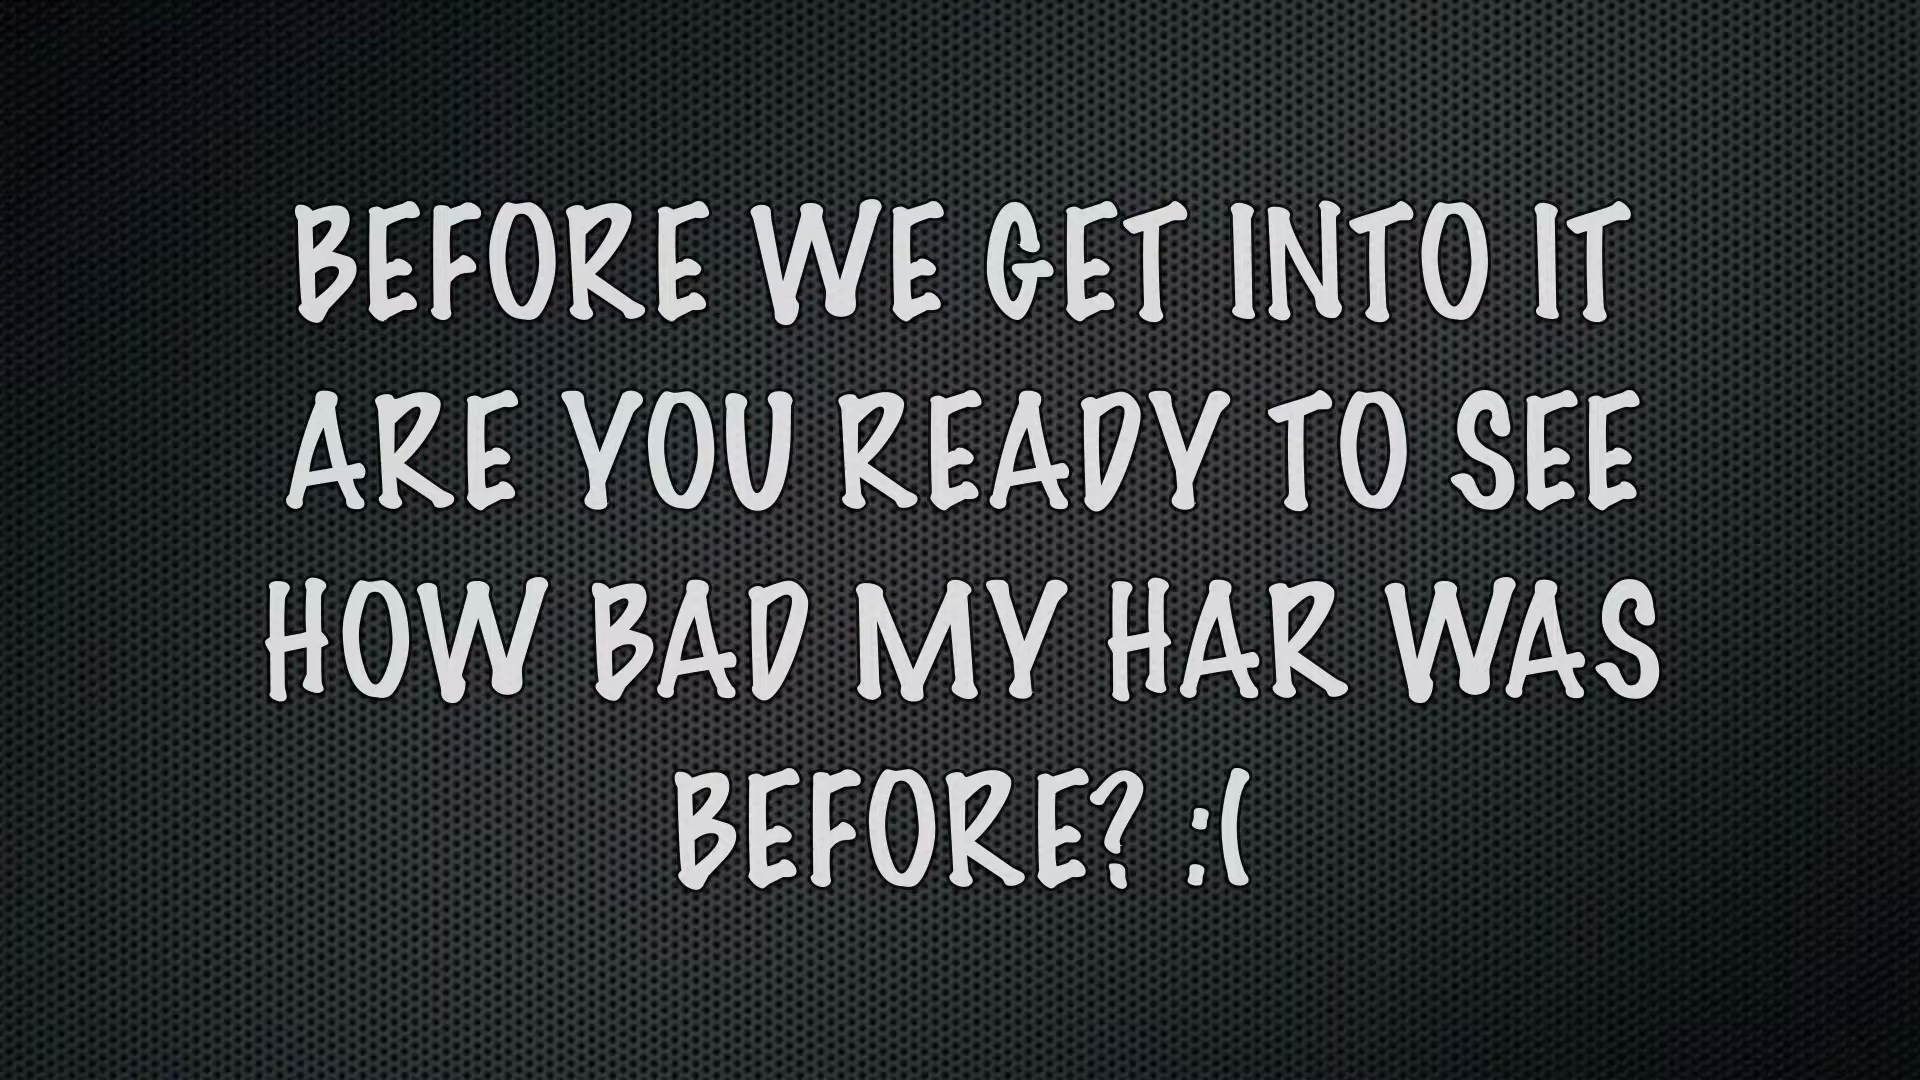 BEFORE WE GET INTO IT
ARE YOU READY TO SEE
HOW BAD MY HAR WAS
BEFORE? :(